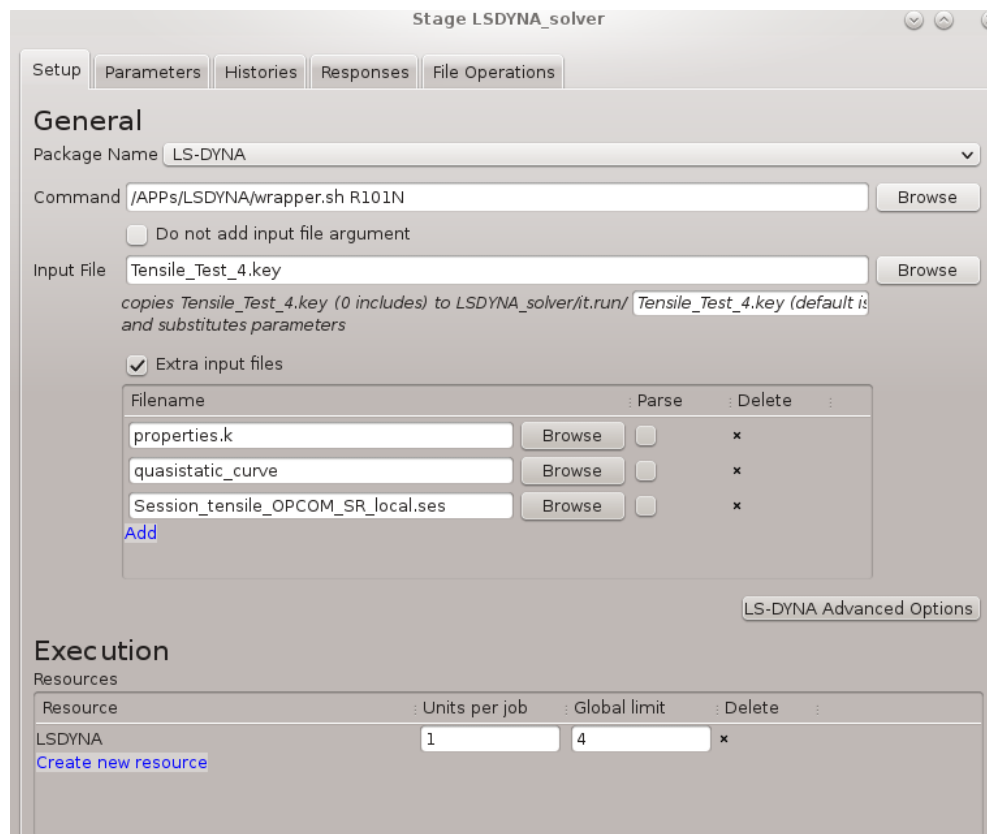 Stage LSDYNA_solver
Setup Parameters Histories Responses File Operations
General
Package Name LS-DYNA
Command /APPs/LSDYNA/wrapper.sh R101N Browse
Do not add input file argument
Input File Tensile_Test_4.key Browse
copies Tensile_Test_4.key (0 includes) to LSDYNA_solver/it.run/ Tensile_Test_4.key (default is
and substitutes parameters
Extra input files
Filename Parse Delete
properties.k Browse ×
quasistatic_curve Browse ×
Session_tensile_OPCOM_SR_local.ses Browse ×
Add
LS-DYNA Advanced Options
Execution
Resources
Resource Units per job Global limit Delete
LSDYNA 1 4 ×
Create new resource